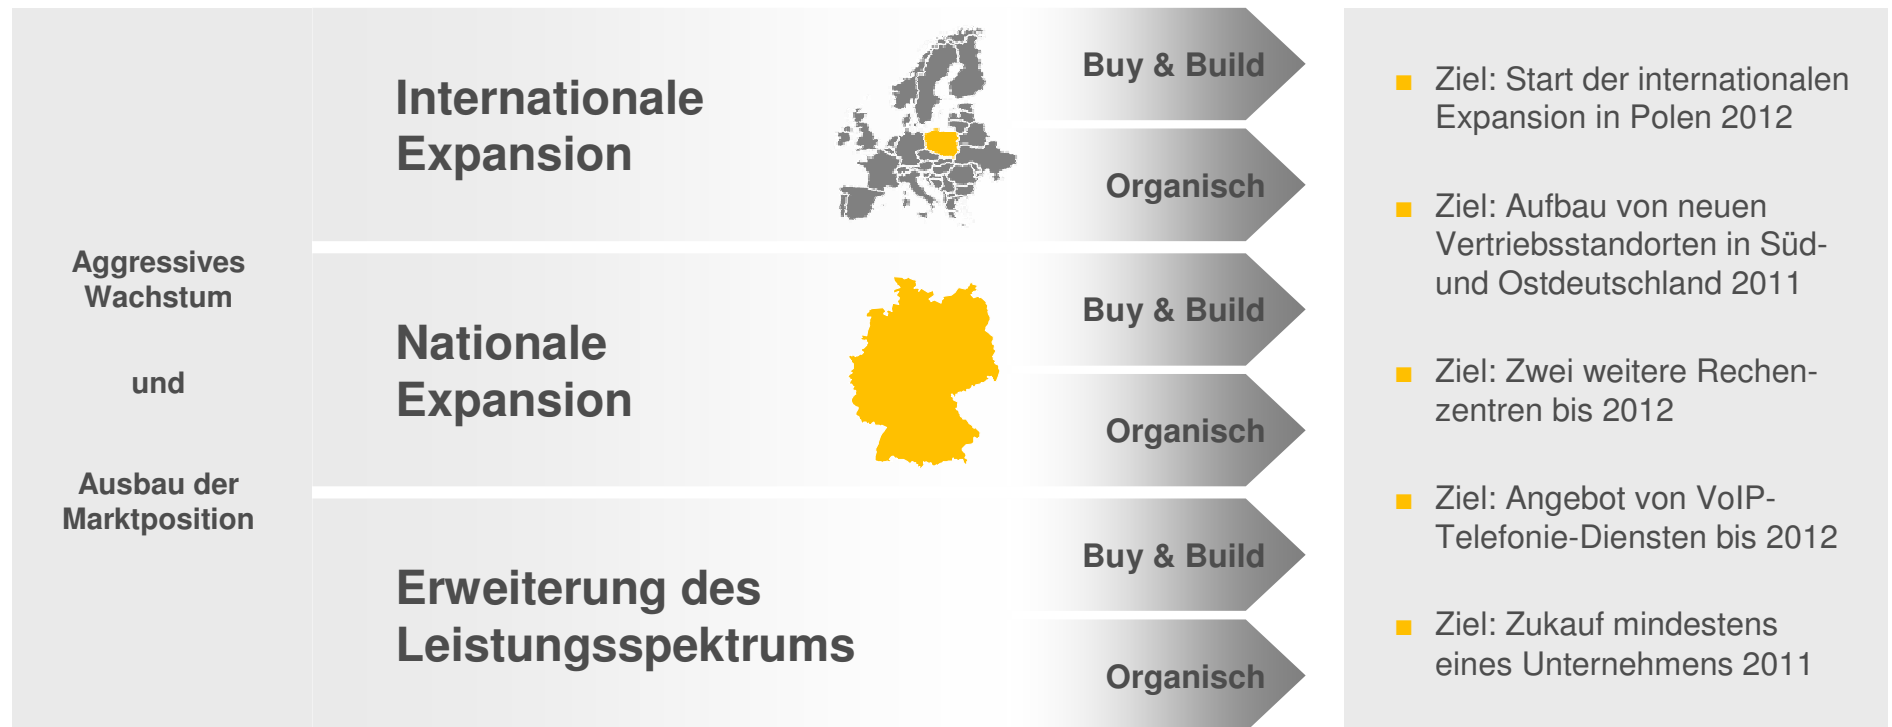 Aggressives
Wachstum
und
Ausbau der
Marktposition
Internationale
Expansion
Buy & Build
Organisch
Nationale
Expansion
Buy & Build
Organisch
Erweiterung des
Leistungsspektrums
Buy & Build
Organisch
Ziel: Start der internationalen
Expansion in Polen 2012
Ziel: Aufbau von neuen
Vertriebsstandorten in Süd-
und Ostdeutschland 2011
Ziel: Zwei weitere Rechen-
zentren bis 2012
Ziel: Angebot von VoIP-
Telefonie-Diensten bis 2012
Ziel: Zukauf mindestens
eines Unternehmens 2011